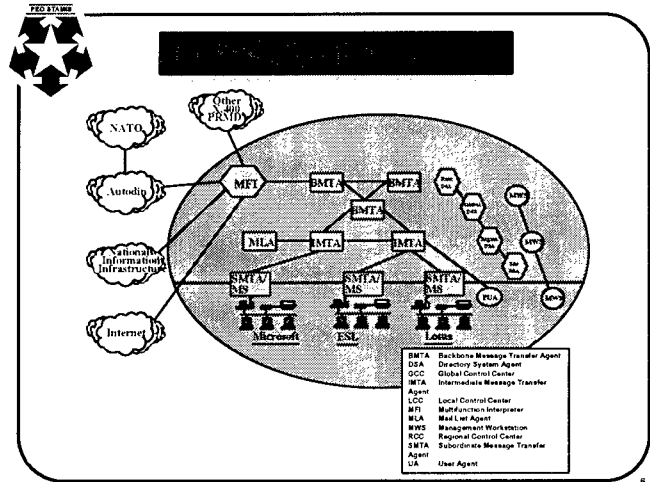 PEO STAMIS
Other
X.400
PRMD
NATO
MFI
BMTA
BMTA
BMTA
MWS
Autodin
MLA
IMTA
IMTA
MWS
National
Information
Infrastructure
SMTA/
MS
SMTA/
MS
SMTA/
MS
PUA
MWS
Internet
Microsoft
ESL
Lotus
BMTA Backbone Message Transfer Agent
DSA Directory System Agent
GCC Global Control Center
IMTA Intermediate Message Transfer
Agent
LCC Local Control Center
MFI Multifunction Interpreter
MLA Mail List Agent
MWS Management Workstation
RCC Regional Control Center
SMTA Subordinate Message Transfer
Agent
UA User Agent